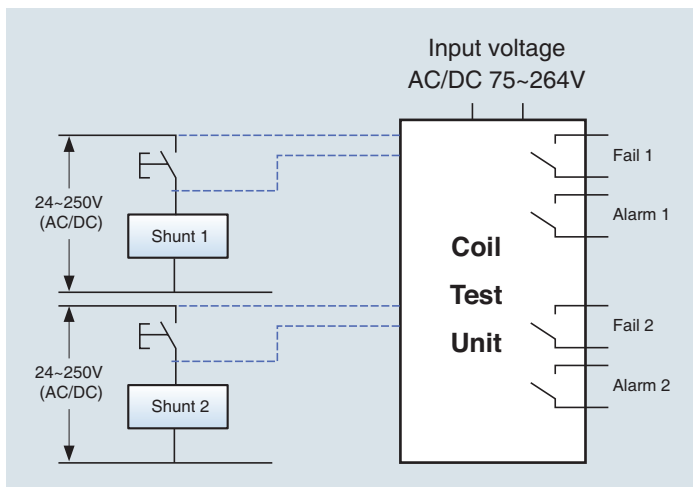 Input voltage
AC/DC 75~264V
24~250V
(AC/DC)
Shunt 1
Coil
Test
Unit
Fail 1
Alarm 1
24~250V
(AC/DC)
Shunt 2
Fail 2
Alarm 2